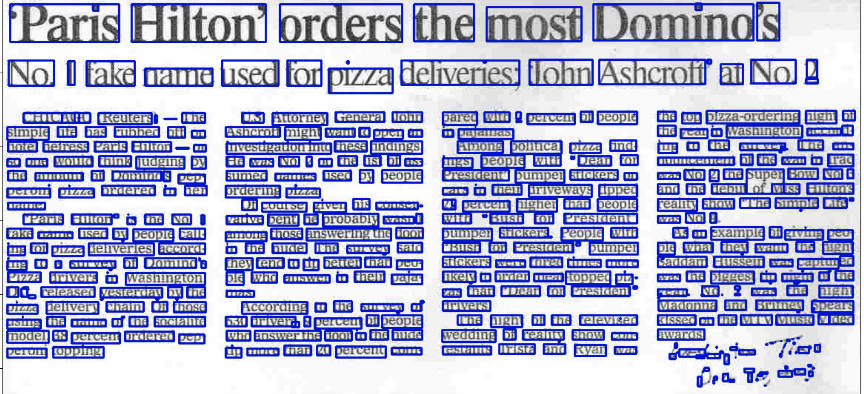 'Paris Hilton' orders the most Domino's
No. 1 fake name used for pizza deliveries; John Ashcroft at No. 2
CHICAGO (Reuters) — The
simple life has rubbed off on
hotel heiress Paris Hilton — or
so one would think judging by
the amount of Domino's pep-
peroni pizza ordered in her
name.
"Paris Hilton" is the No. 1
fake name used by people call-
ing for pizza deliveries accord-
ing to a survey of Domino's
Pizza drivers in Washington
D.C. released yesterday by the
pizza delivery chain. Of those
using the name of the socialite
model, 68 percent ordered pep-
peroni topping.
U.S. Attorney General John
Ashcroft might want to open an
investigation into these findings.
He was No. 2 on the list of as-
sumed names used by people
ordering pizza.
Of course, given his conser-
vative bent he probably wasn't
among those answering the door
in the nude. The survey said
they tend to tip better than peo-
ple who answer in their paja-
mas.
According to the survey of
630 drivers, percent of people
who answer the door in the nude
tip more than 20 percent com-
pared with percent of people
in pajamas.
Among political pizza find-
ings, people with "Dean for
President" bumper stickers on
cars in their driveways tipped
22 percent higher than people
with "Bush for President"
bumper stickers. People with
"Bush for President" bumper
stickers were three times more
likely to order meat-topped piz-
zas than "Dean for President"
drivers.
The night of the televised
wedding of reality show con-
testants Trista and Ryan was
the top pizza-ordering night of
the year in Washington, accord-
ing to the survey. The an-
nouncement of the war in Iraq
was No. 2, the Super Bowl No. 3
and the debut of Miss Hilton's
reality show "The Simple Life"
was No.
As an example of giving peo-
ple what they want, the night
Saddam Hussein was captured
was the biggest tip night of the
year. No. 2 was the night
Madonna and Britney Spears
kissed on the MTV Music Video
awards.
Washington Times